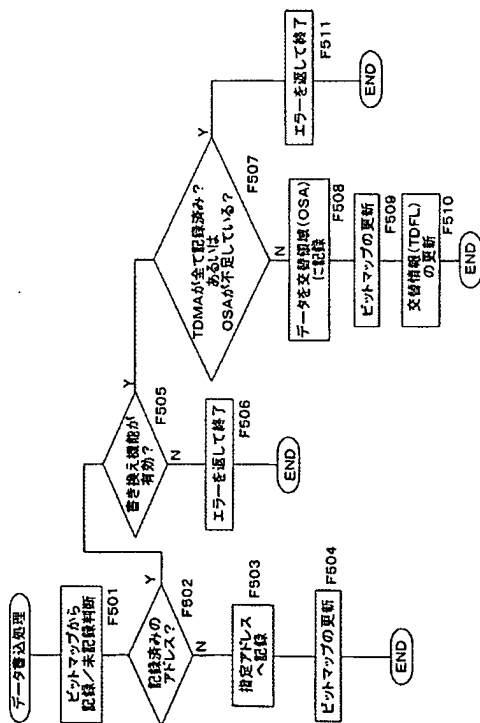 データ書込処理
ビットマップから
記録／未記録判断
F501
記録済みの
アドレス？
F502
Y
N
指定アドレス
へ記録
F503
ビットマップの更新
F504
END
書き換え機能が
有効？
F505
Y
N
エラーを返して終了
F506
END
TDMAが全て記録済み？
あるいは
OSAが不足している？
F507
Y
N
データを交替領域(OSA)
に記録
F508
ビットマップの更新
F509
交替情報(TDFL)
の更新
F510
END
エラーを返して終了
F511
END